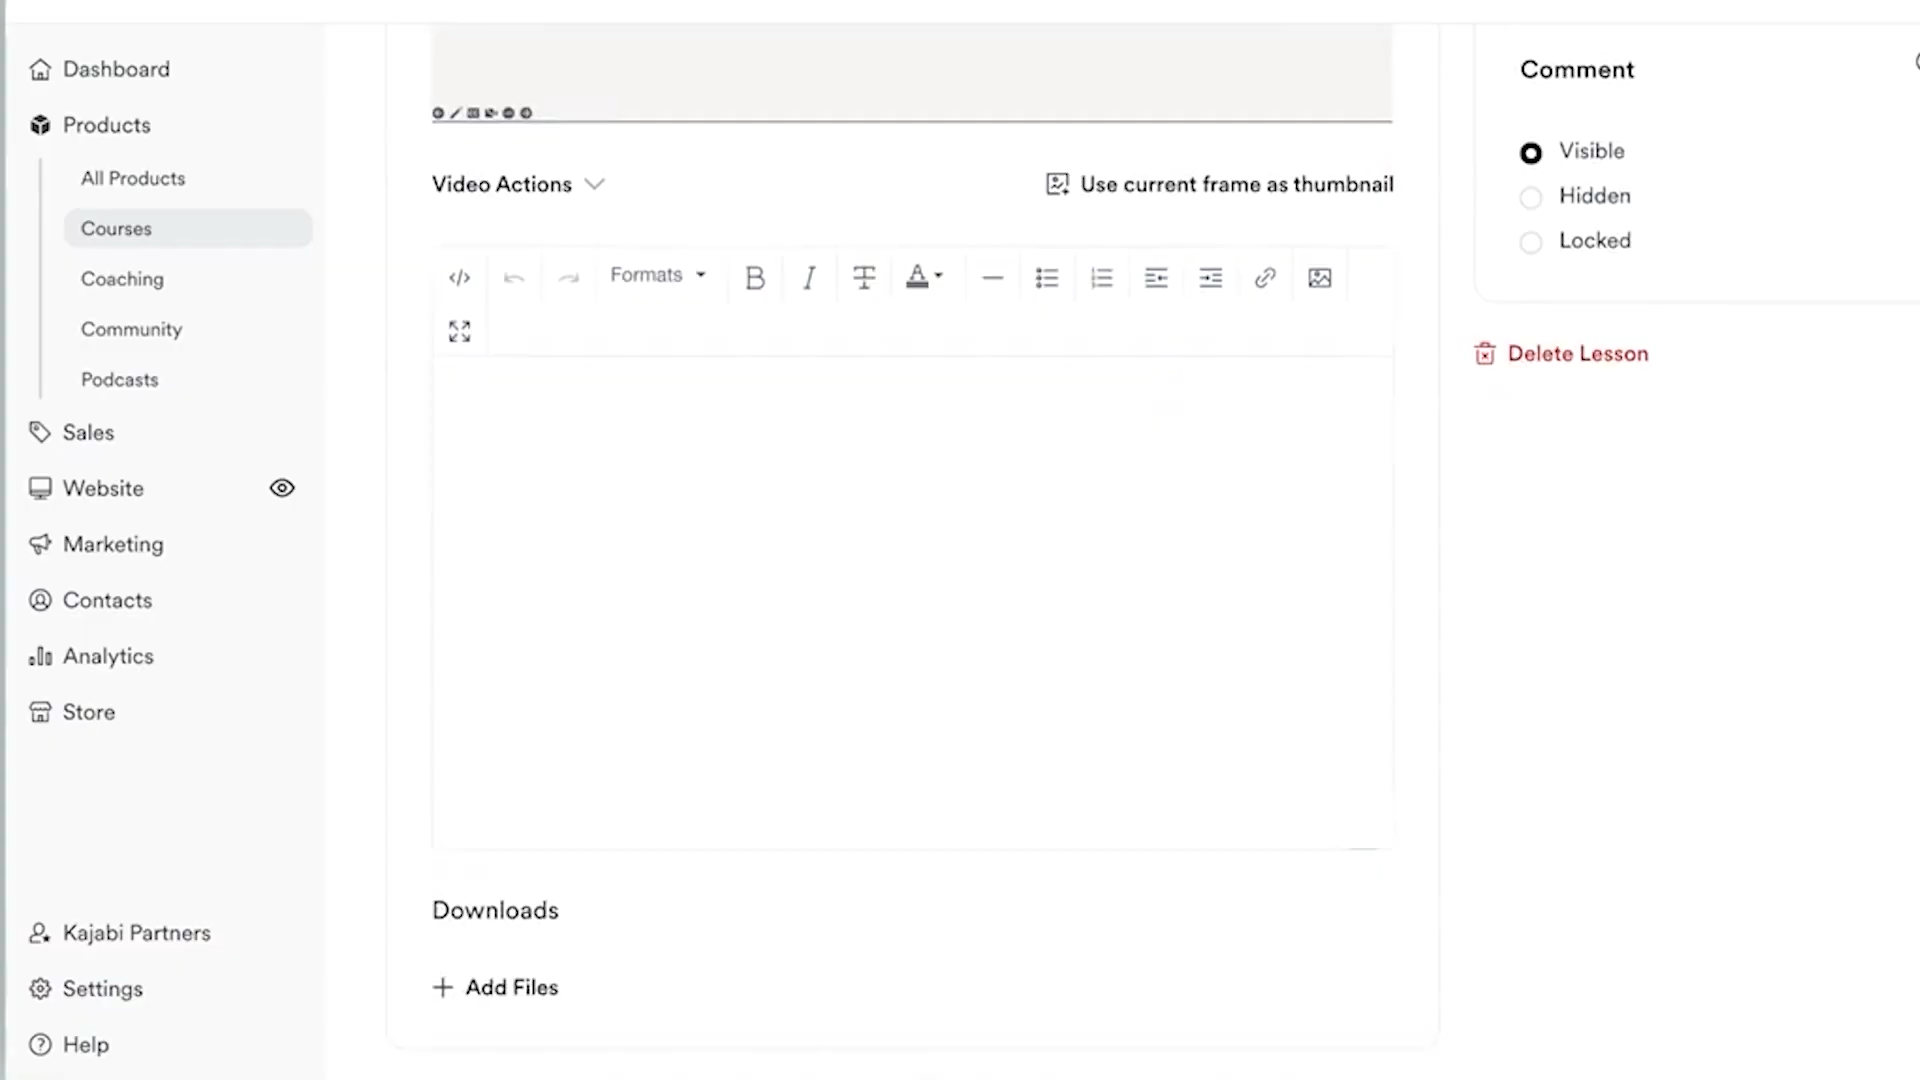 Dashboard
Products
All Products
Courses
Coaching
Community
Podcasts
Sales
Website
Marketing
Contacts
Analytics
Store
Kajabi Partners
Settings
Help
Video Actions
Use current frame as thumbnail
Formats
Downloads
+ Add Files
Comment
Visible
Hidden
Locked
Delete Lesson